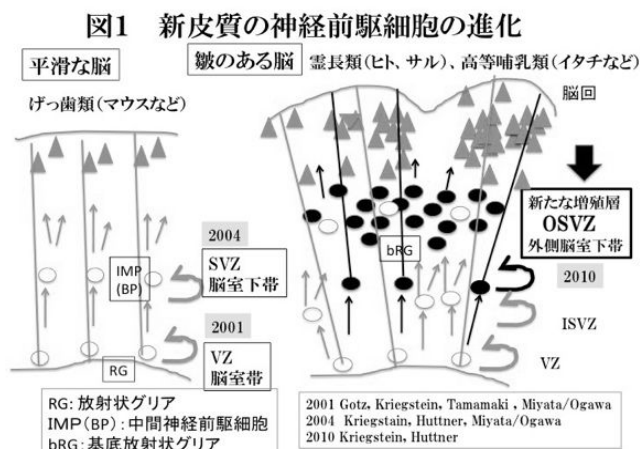 図1 新皮質の神経前駆細胞の進化
平滑な脳
皺のある脳 霊長類(ヒト、サル)、高等哺乳類(イタチなど)
げっ歯類(マウスなど)
脳回
新たな増殖層
OSVZ
外側脳室下帯
2004
SVZ
脳室下帯
IMP
(BP)
bRG
2010
ISVZ
2001
VZ
脳室帯
VZ
RG
RG: 放射状グリア
IMP(BP): 中間神経前駆細胞
bRG: 基底放射状グリア
2001 Gotz, Kriegstein, Tamamaki , Miyata/Ogawa
2004 Kriegstain, Huttner, Miyata/Ogawa
2010 Kriegstein, Huttner